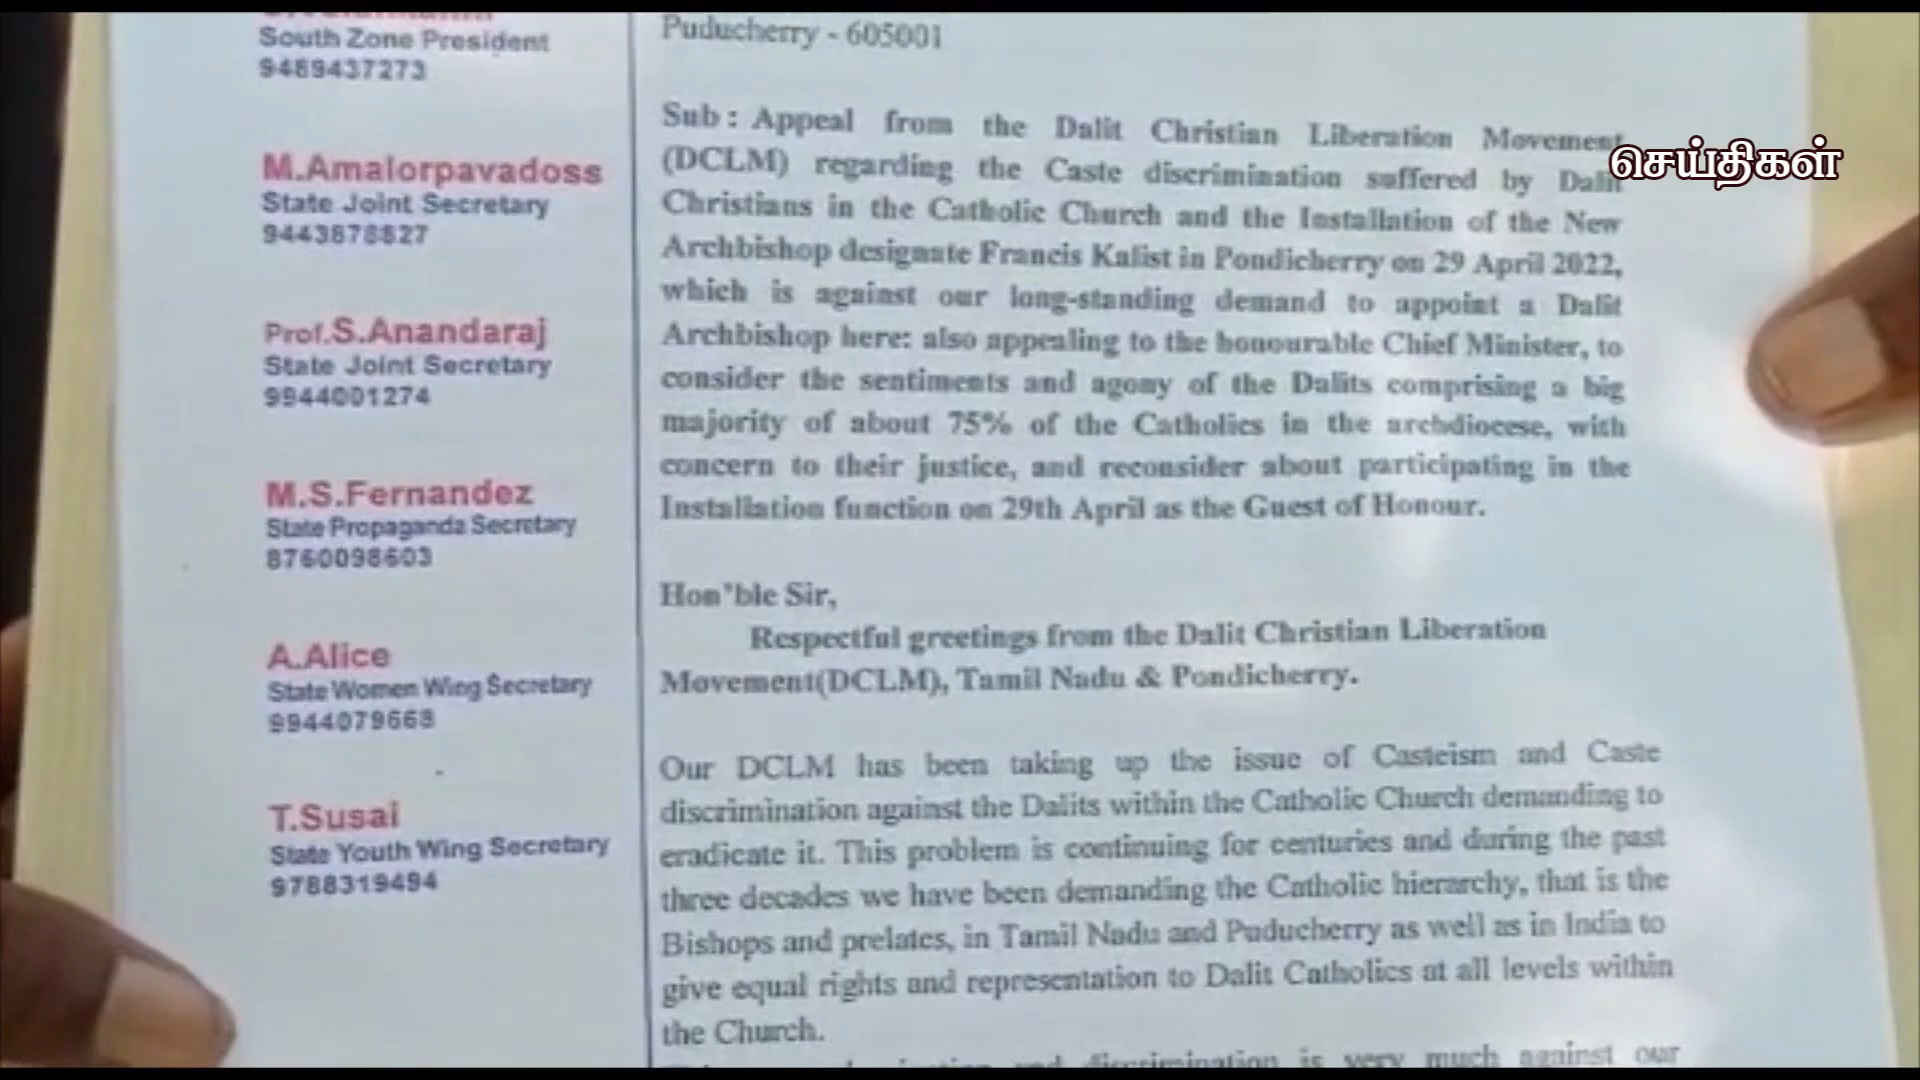 South Zone President
9489437273
M.Amalorpavadoss
State Joint Secretary
9443878827
Prof.S.Anandaraj
State Joint Secretary
9944001274
M.S.Fernandez
State Propaganda Secretary
8760098603
A.Alice
State Women Wing Secretary
9944079668
T.Susai
State Youth Wing Secretary
9788319494
Puducherry - 605001
Sub : Appeal from the Dalit Christian Liberation Movement
(DCLM) regarding the Caste discrimination suffered by Dalit
Christians in the Catholic Church and the Installation of the New
Archbishop designate Francis Kalist in Pondicherry on 29 April 2022,
which is against our long-standing demand to appoint a Dalit
Archbishop here: also appealing to the honourable Chief Minister, to
consider the sentiments and agony of the Dalits comprising a big
majority of about 75% of the Catholics in the archdiocese, with
concern to their justice, and reconsider about participating in the
Installation function on 29th April as the Guest of Honour.
Hon'ble Sir,
Respectful greetings from the Dalit Christian Liberation
Movement(DCLM), Tamil Nadu & Pondicherry.
Our DCLM has been taking up the issue of Casteism and Caste
discrimination against the Dalits within the Catholic Church demanding to
eradicate it. This problem is continuing for centuries and during the past
three decades we have been demanding the Catholic hierarchy, that is the
Bishops and prelates, in Tamil Nadu and Puducherry as well as in India to
give equal rights and representation to Dalit Catholics at all levels within
the Church.
and discrimination is very much against our
செய்திகள்